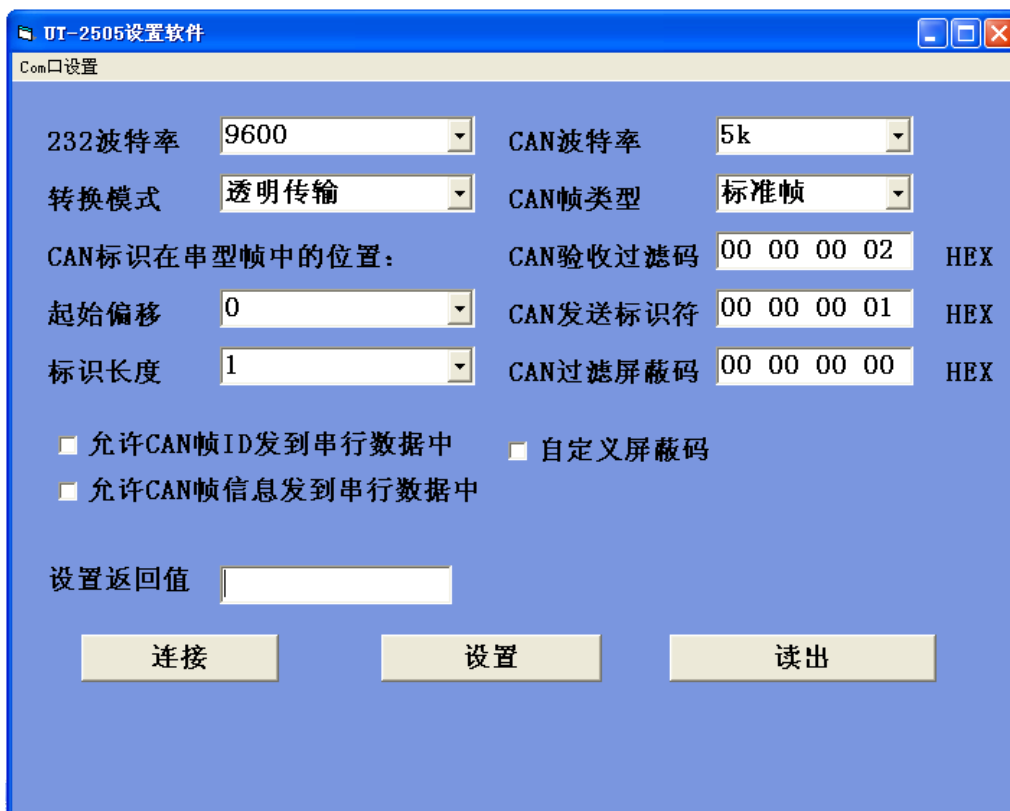 UT-2505设置软件
Com口设置
232波特率 9600 CAN波特率 5k
转换模式 透明传输 CAN帧类型 标准帧
CAN标识在串型帧中的位置： CAN验收过滤码 00 00 00 02 HEX
起始偏移 0 CAN发送标识符 00 00 00 01 HEX
标识长度 1 CAN过滤屏蔽码 00 00 00 00 HEX
允许CAN帧ID发到串行数据中 自定义屏蔽码
允许CAN帧信息发到串行数据中
设置返回值
连接 设置 读出